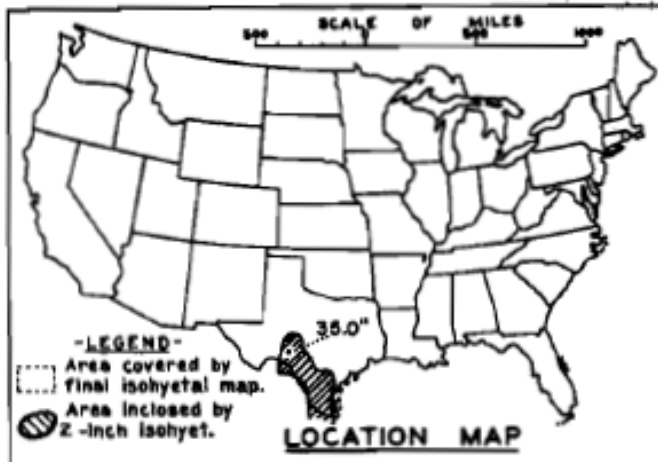 SCALE OF MILES
500 0 500 1000
35.0"
-LEGEND-
Area covered by
final isohyetal map.
Area inclosed by
2-inch isohyet.
LOCATION MAP